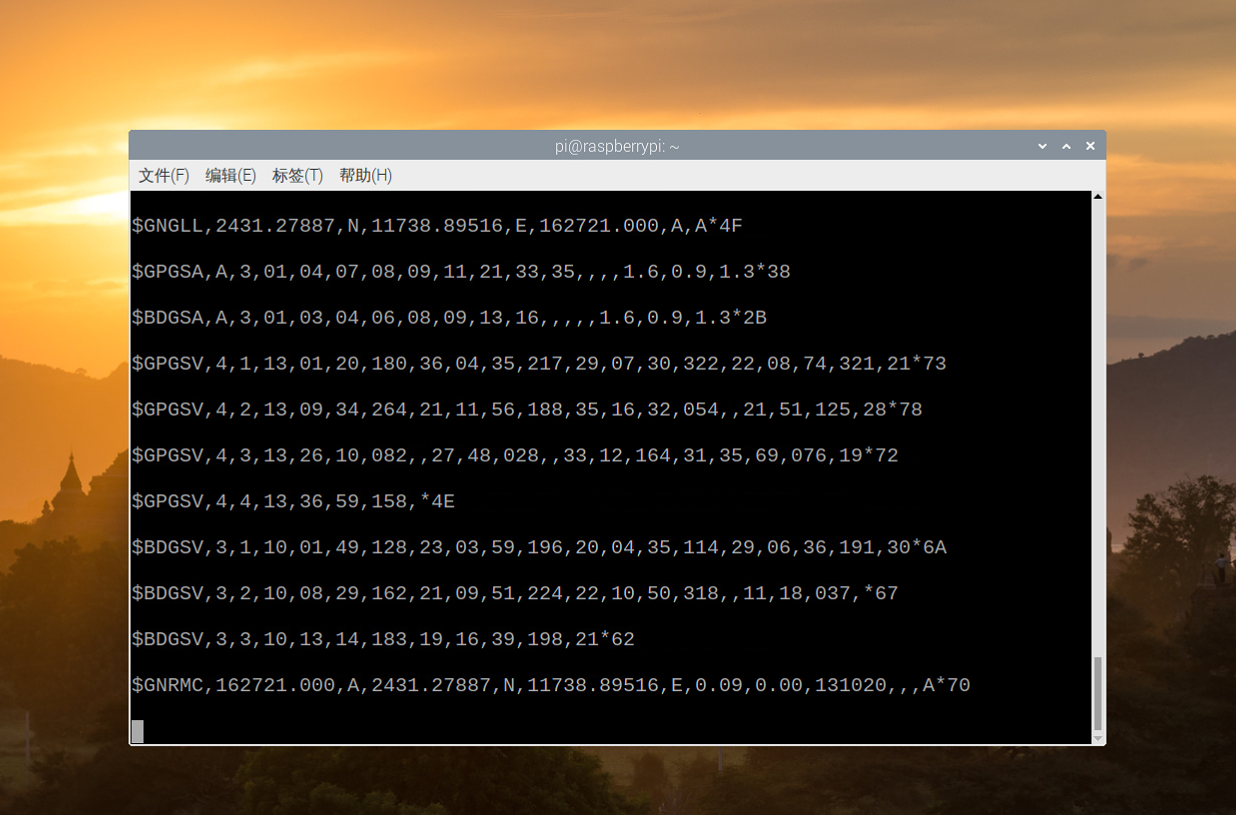 pi@raspberrypi: ~
文件(F) 编辑(E) 标签(T) 帮助(H)
$GNGLL,2431.27887,N,11738.89516,E,162721.000,A,A*4F
$GPGSA,A,3,01,04,07,08,09,11,21,33,35,,,,1.6,0.9,1.3*38
$BDGSA,A,3,01,03,04,06,08,09,13,16,,,,,1.6,0.9,1.3*2B
$GPGSV,4,1,13,01,20,180,36,04,35,217,29,07,30,322,22,08,74,321,21*73
$GPGSV,4,2,13,09,34,264,21,11,56,188,35,16,32,054,,21,51,125,28*78
$GPGSV,4,3,13,26,10,082,,27,48,028,,33,12,164,31,35,69,076,19*72
$GPGSV,4,4,13,36,59,158,*4E
$BDGSV,3,1,10,01,49,128,23,03,59,196,20,04,35,114,29,06,36,191,30*6A
$BDGSV,3,2,10,08,29,162,21,09,51,224,22,10,50,318,,11,18,037,*67
$BDGSV,3,3,10,13,14,183,19,16,39,198,21*62
$GNRMC,162721.000,A,2431.27887,N,11738.89516,E,0.09,0.00,131020,,,A*70